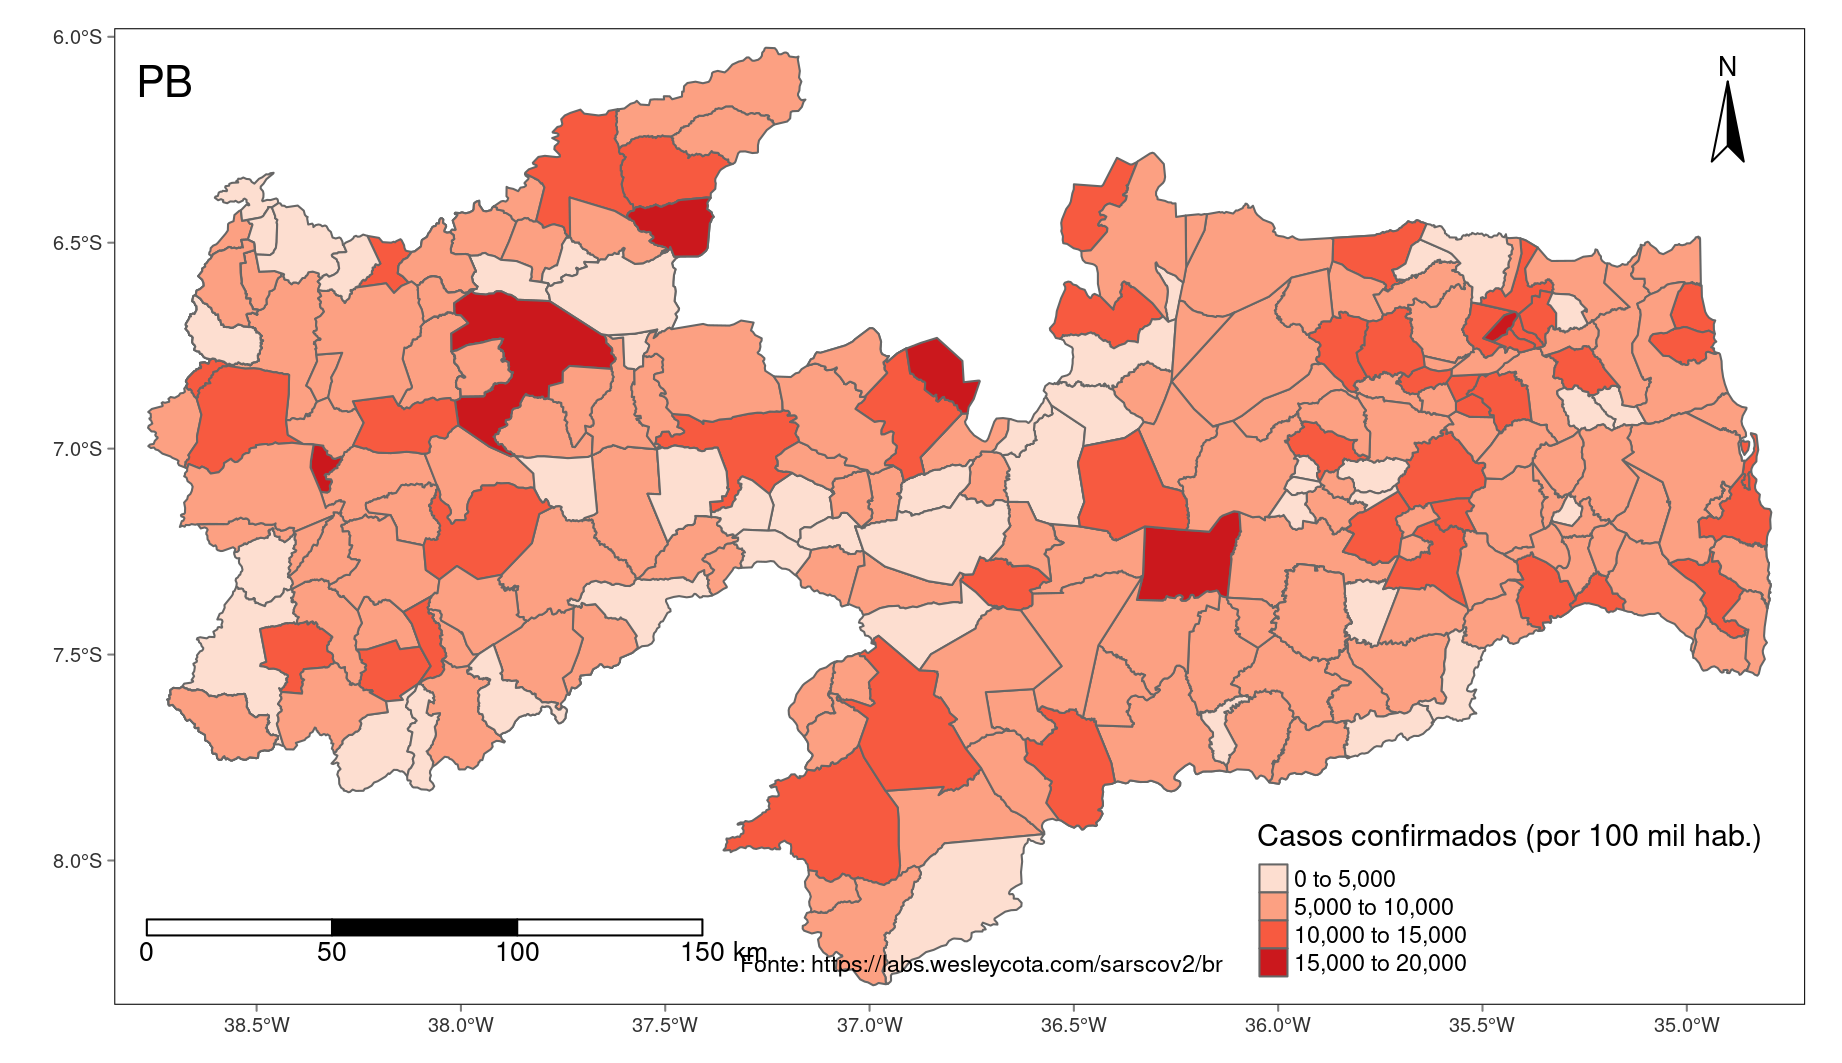 6.0°S
PB
N
6.5°S
7.0°S
7.5°S
8.0°S
Casos confirmados (por 100 mil hab.)
0 to 5,000
5,000 to 10,000
10,000 to 15,000
15,000 to 20,000
0 50 100 150 km
Fonte: https://labs.wesleycota.com/sarscov2/br
38.5°W 38.0°W 37.5°W 37.0°W 36.5°W 36.0°W 35.5°W 35.0°W